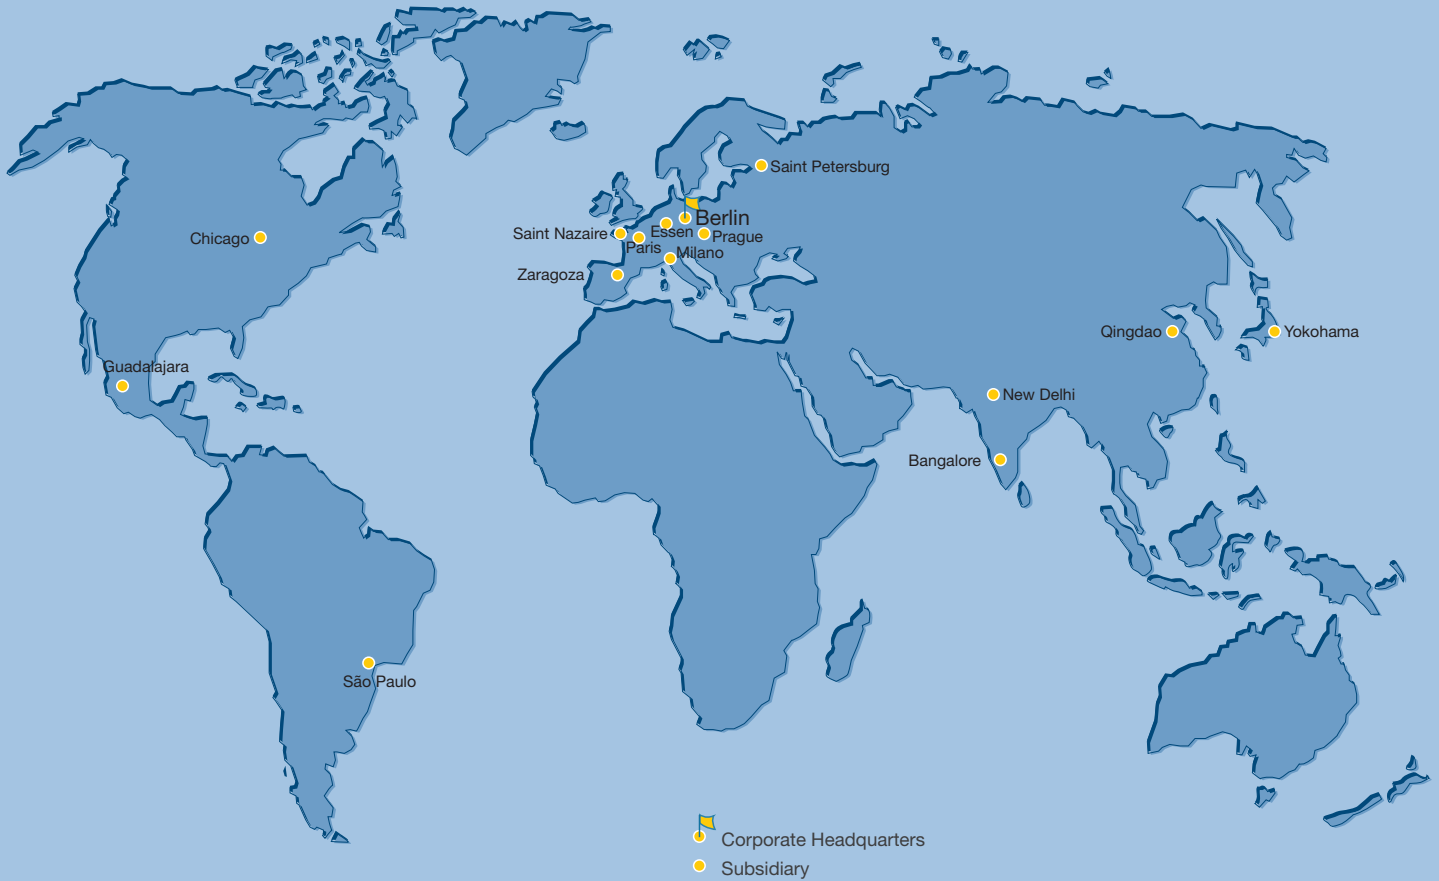 Saint Petersburg
Berlin
Saint Nazaire
Essen
Prague
Chicago
Paris
Milano
Zaragoza
Qingdao
Yokohama
Guadalajara
New Delhi
Bangalore
São Paulo
Corporate Headquarters
Subsidiary